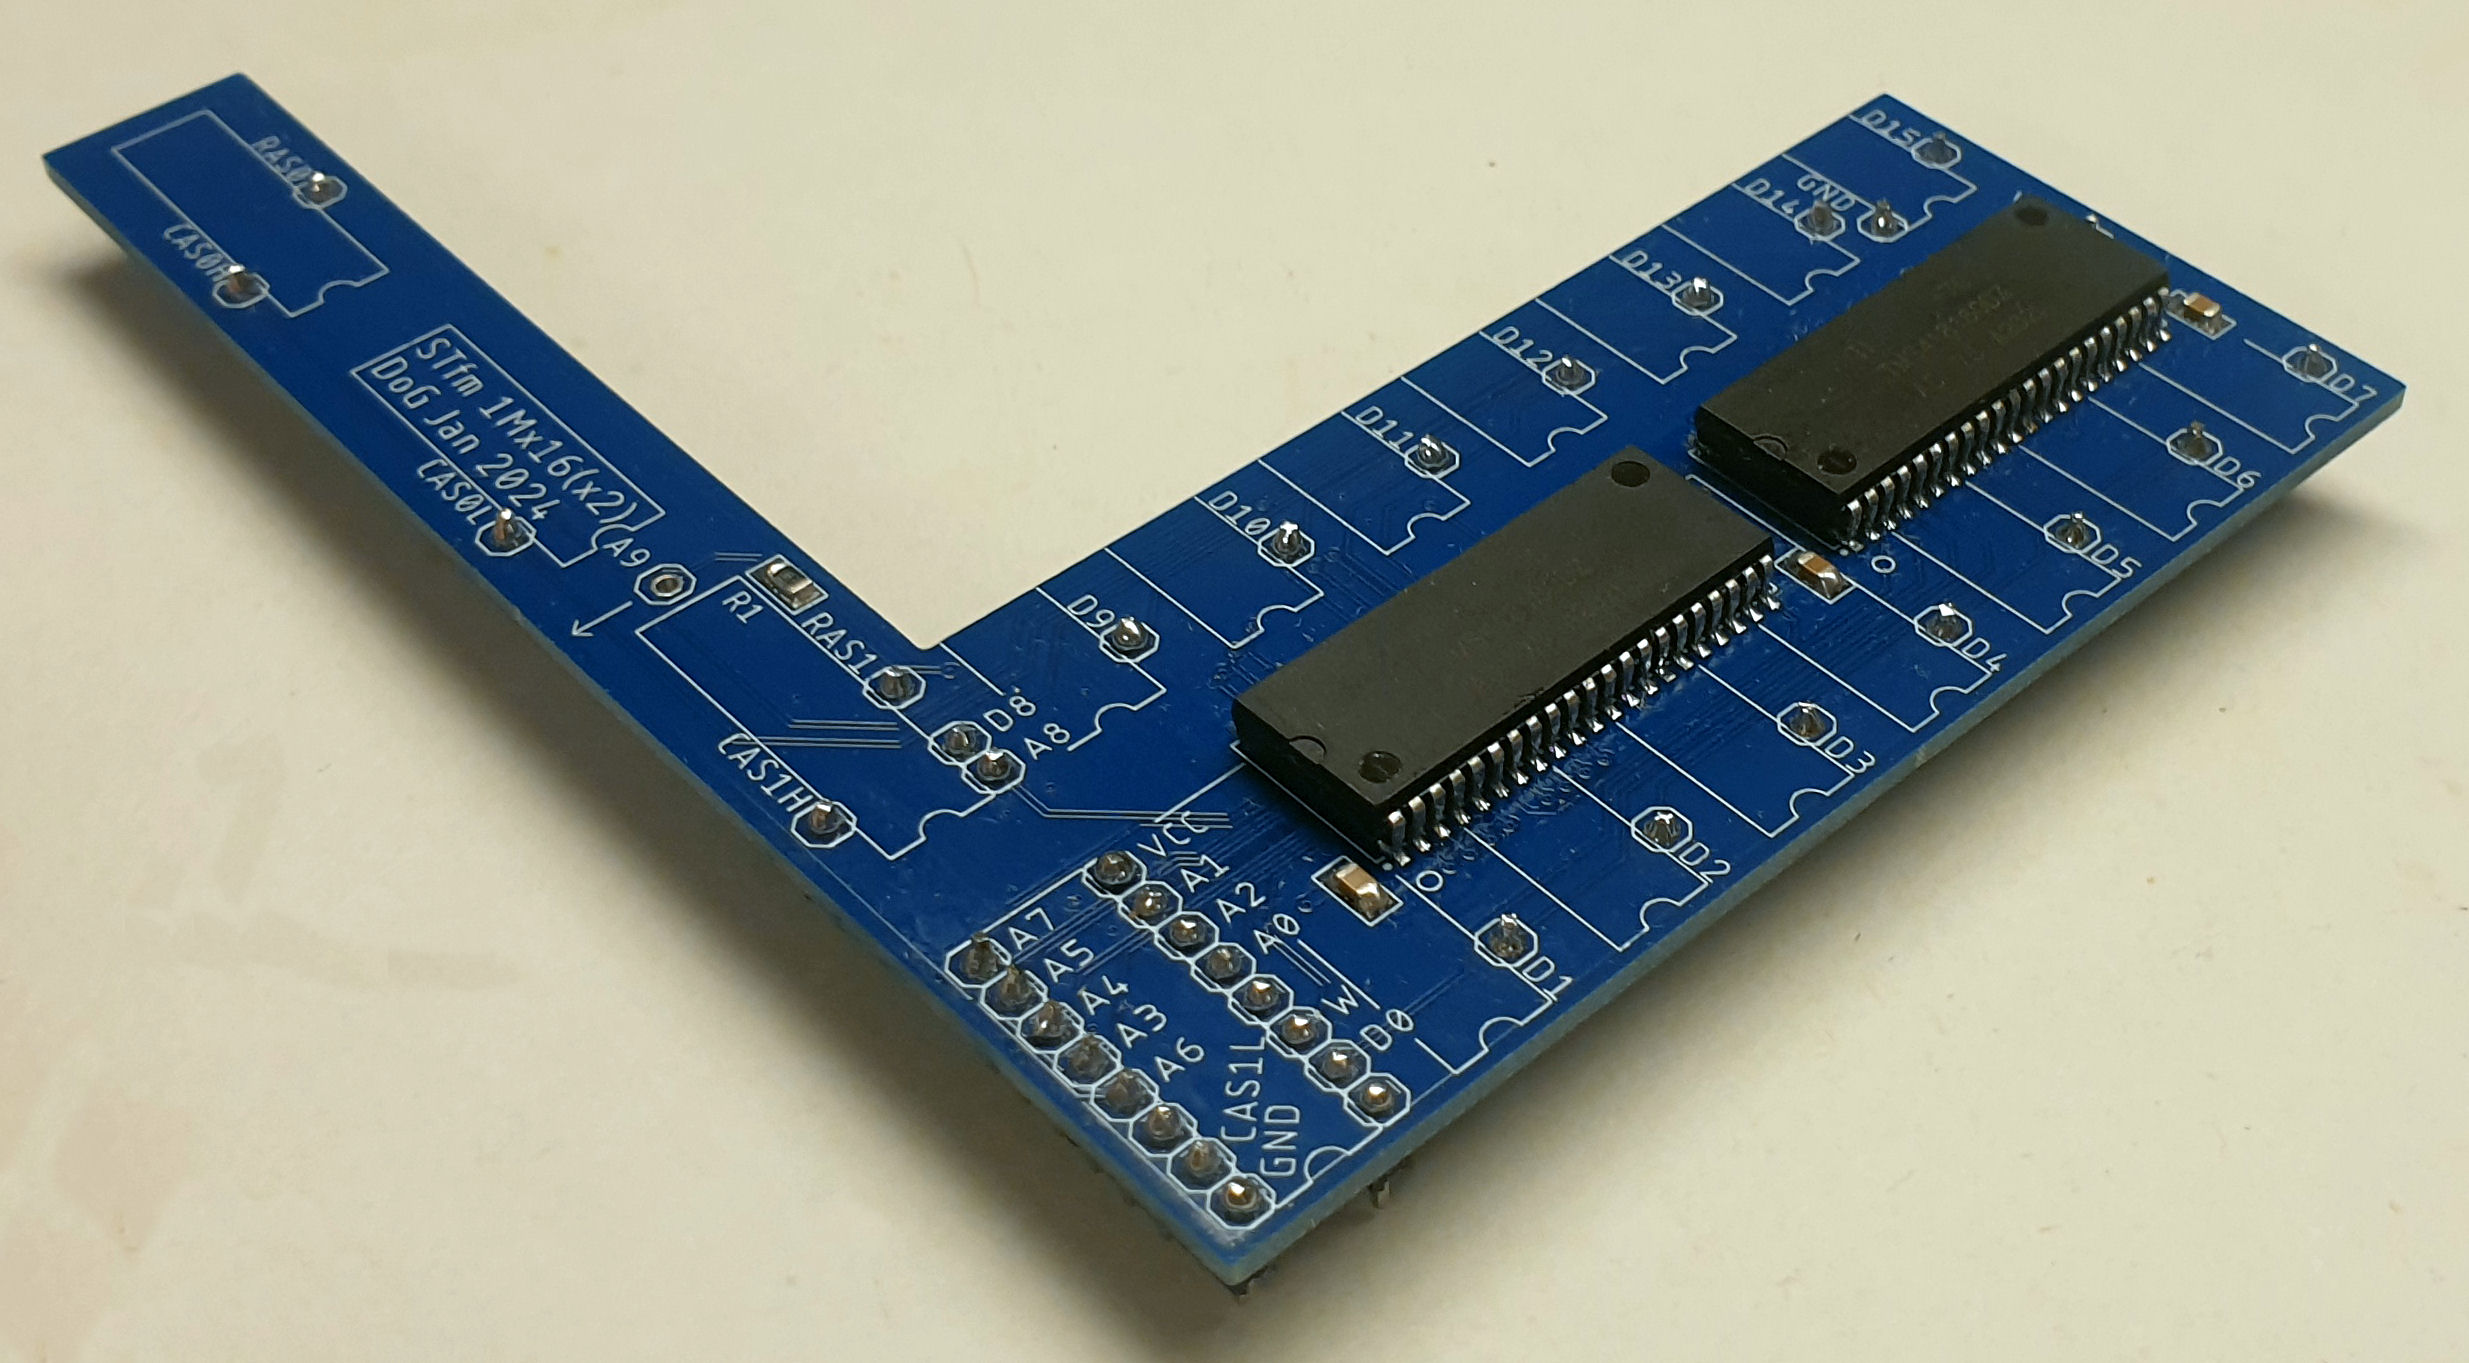 RAS0
CAS0H
STfm 1Mx16(x2)
DoG Jan 2024
CAS0L
A9
R1
RAS1
CAS1H
D8
A8
D9
D10
D11
D12
D13
D14
GND
D15
VCC
A1
A2
A0
W
D0
A7
A5
A4
A3
A6
CAS1L
GND
D1
D2
D3
D4
D5
D6
D7